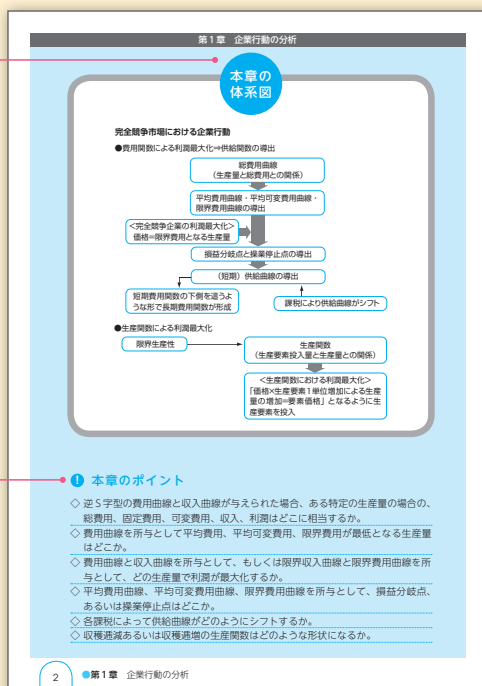 第1章 企業行動の分析
本章の
体系図
完全競争市場における企業行動
●費用関数による利潤最大化⇒供給関数の導出
総費用曲線
(生産量と総費用との関係)
平均費用曲線・平均可変費用曲線・
限界費用曲線の導出
<完全競争企業の利潤最大化>
価格=限界費用となる生産量
損益分岐点と操業停止点の導出
(短期)供給曲線の導出
短期費用関数の下側を這うよ
うな形で長期費用関数が形成
課税により供給曲線がシフト
●生産関数による利潤最大化
限界生産性
生産関数
(生産要素投入量と生産量との関係)
<生産関数における利潤最大化>
「価格×生産要素1単位増加による生産
量の増加=要素価格」となるように生
産要素を投入
! 本章のポイント
◇ 逆S字型の費用曲線と収入曲線が与えられた場合、ある特定の生産量の場合の、
総費用、固定費用、可変費用、収入、利潤はどこに相当するか。
◇ 費用曲線を所与として平均費用、平均可変費用、限界費用が最低となる生産量
はどこか。
◇ 費用曲線と収入曲線を所与として、もしくは限界収入曲線と限界費用曲線を所
与として、どの生産量で利潤が最大化するか。
◇ 平均費用曲線、平均可変費用曲線、限界費用曲線を所与として、損益分岐点、
あるいは操業停止点はどこか。
◇ 各課税によって供給曲線がどのようにシフトするか。
◇ 収穫逓減あるいは収穫逓増の生産関数はどのような形状になるか。
2 ●第1章 企業行動の分析